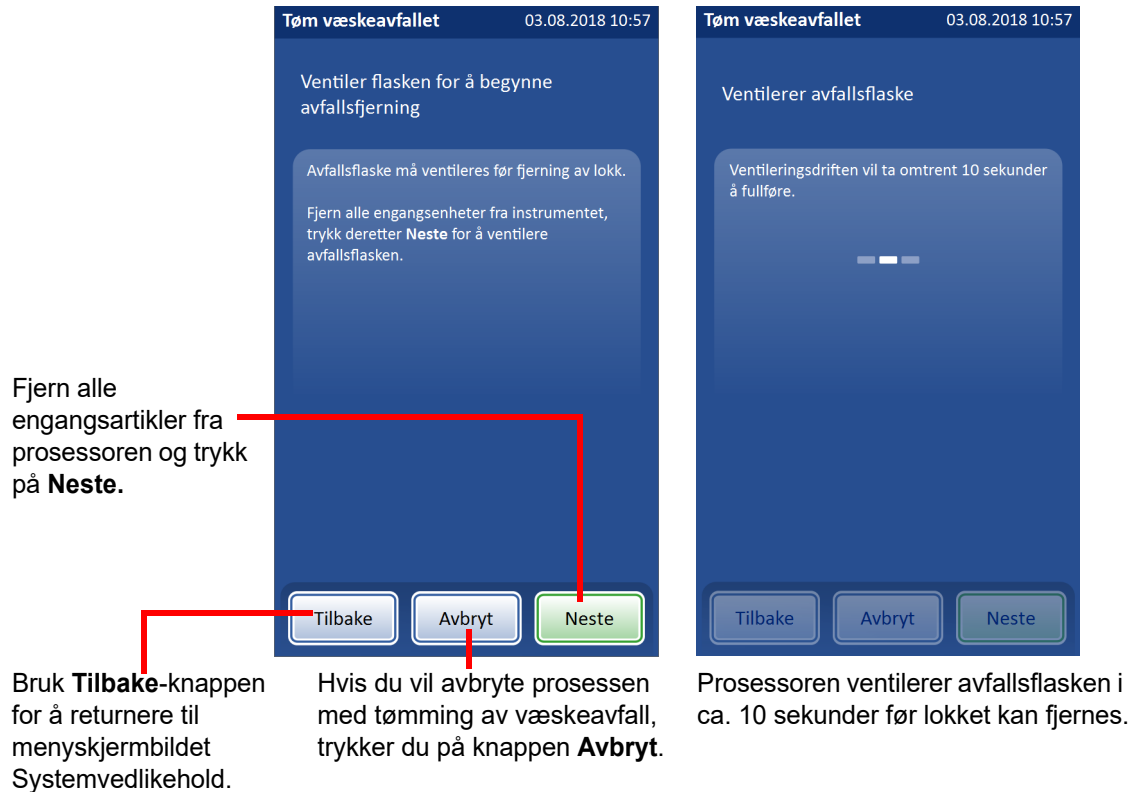 Tøm væskeavfallet 03.08.2018 10:57
Ventiler flasken for å begynne
avfallsfjerning
Avfallsflaske må ventileres før fjerning av lokk.
Fjern alle engangsenheter fra instrumentet,
trykk deretter Neste for å ventilere
avfallsflasken.
Tilbake Avbryt Neste
Tøm væskeavfallet 03.08.2018 10:57
Ventilerer avfallsflaske
Ventileringsdriften vil ta omtrent 10 sekunder
å fullføre.
Tilbake Avbryt Neste
Fjern alle
engangsartikler fra
prosessoren og trykk
på Neste.
Bruk Tilbake-knappen
for å returnere til
menyskjermbildet
Systemvedlikehold.
Hvis du vil avbryte prosessen
med tømming av væskeavfall,
trykker du på knappen Avbryt.
Prosessoren ventilerer avfallsflasken i
ca. 10 sekunder før lokket kan fjernes.